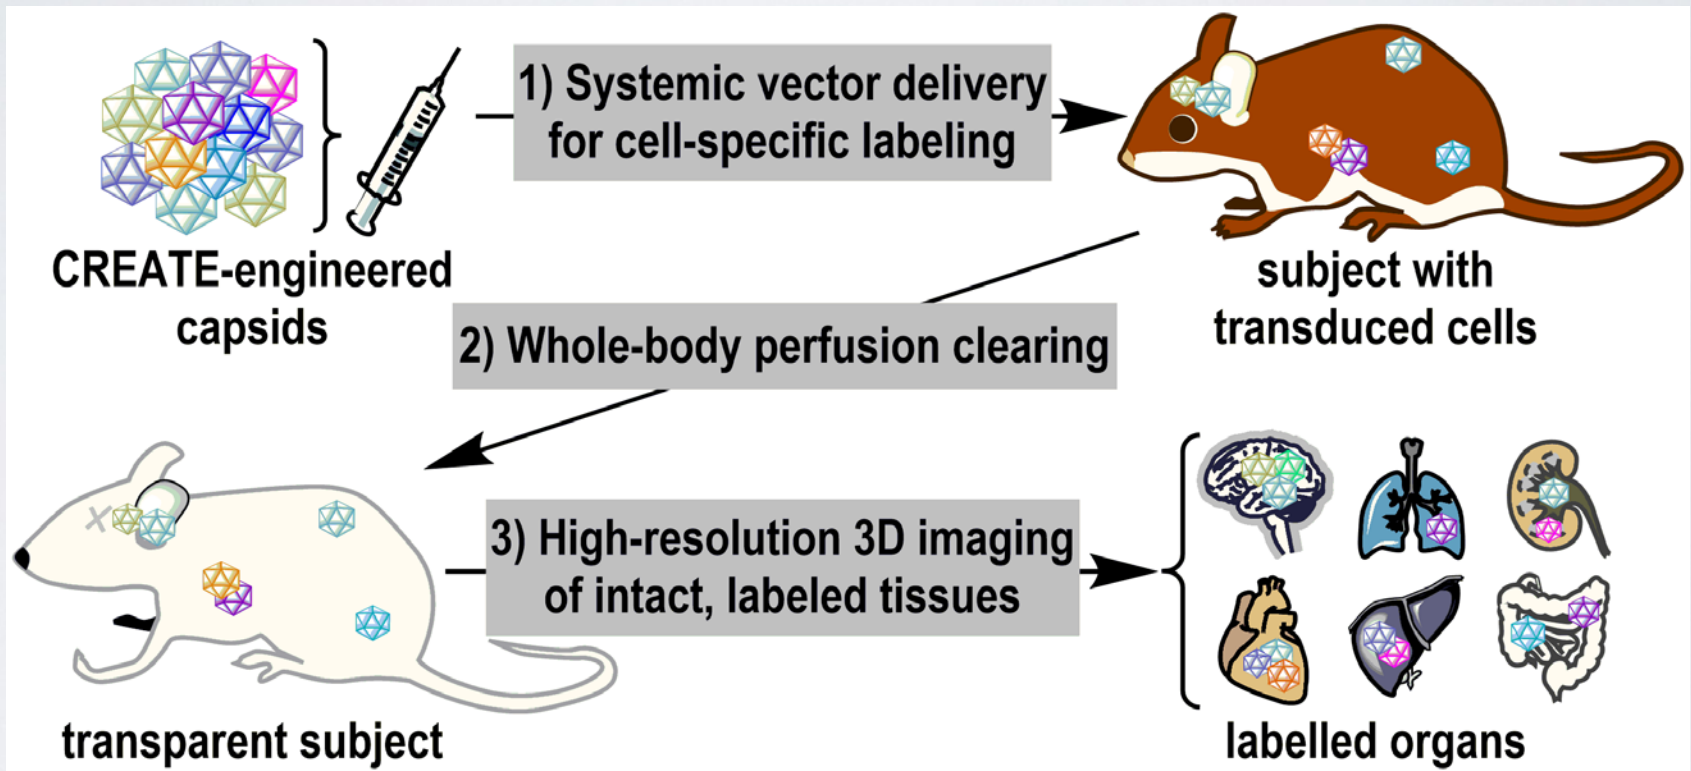 1) Systemic vector delivery
for cell-specific labeling
CREATE-engineered
capsids
subject with
transduced cells
2) Whole-body perfusion clearing
3) High-resolution 3D imaging
of intact, labeled tissues
transparent subject
labelled organs